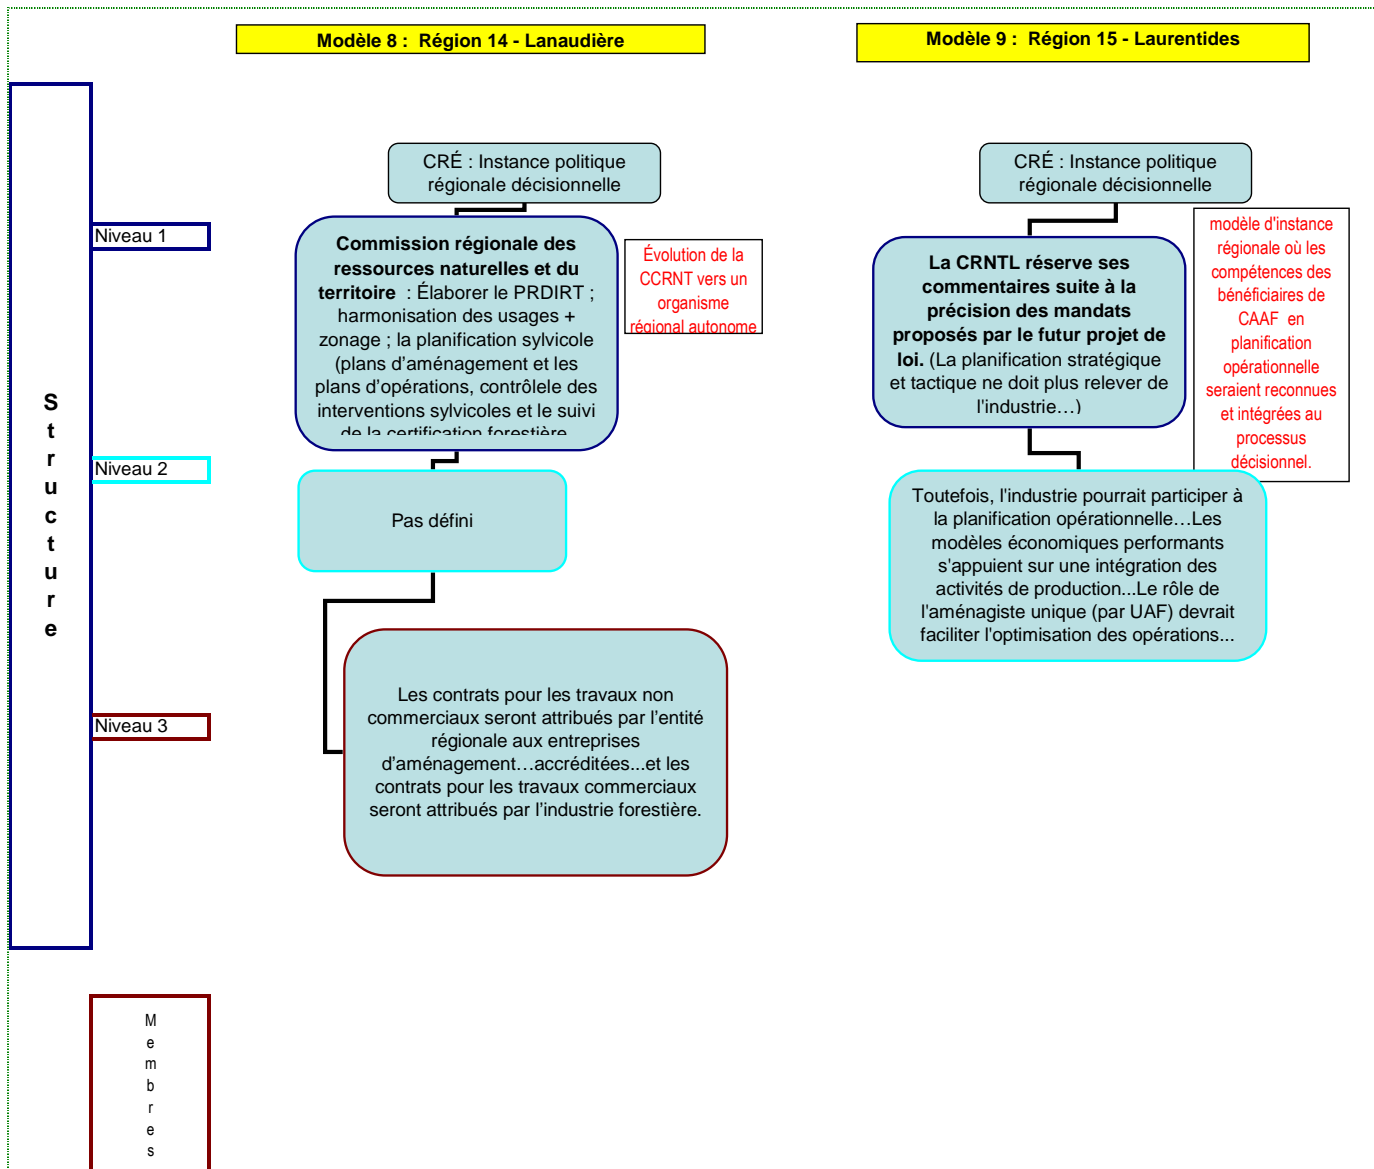 Modèle 8 :  Région 14 - Lanaudière
Modèle 9 :  Région 15 - Laurentides
Structure
Niveau 1
Niveau 2
Niveau 3
CRÉ : Instance politique
régionale décisionnelle
Commission régionale des
ressources naturelles et du
territoire  : Élaborer le PRDIRT ;
harmonisation des usages +
zonage ; la planification sylvicole
(plans d’aménagement et les
plans d’opérations, contrôlele des
interventions sylvicoles et le suivi
de la certification forestière
Évolution de la
CCRNT vers un
organisme
régional autonome
Pas défini
Les contrats pour les travaux non
commerciaux seront attribués par l’entité
régionale aux entreprises
d’aménagement…accréditées...et les
contrats pour les travaux commerciaux
seront attribués par l’industrie forestière.
CRÉ : Instance politique
régionale décisionnelle
La CRNTL réserve ses
commentaires suite à la
précision des mandats
proposés par le futur projet de
loi. (La planification stratégique
et tactique ne doit plus relever de
l'industrie…)
modèle d'instance
régionale où les
compétences des
bénéficiaires de
CAAF  en
planification
opérationnelle
seraient reconnues
et intégrées au
processus
décisionnel.
Toutefois, l'industrie pourrait participer à
la planification opérationnelle…Les
modèles économiques performants
s'appuient sur une intégration des
activités de production...Le rôle de
l'aménagiste unique (par UAF) devrait
faciliter l'optimisation des opérations...
Membres